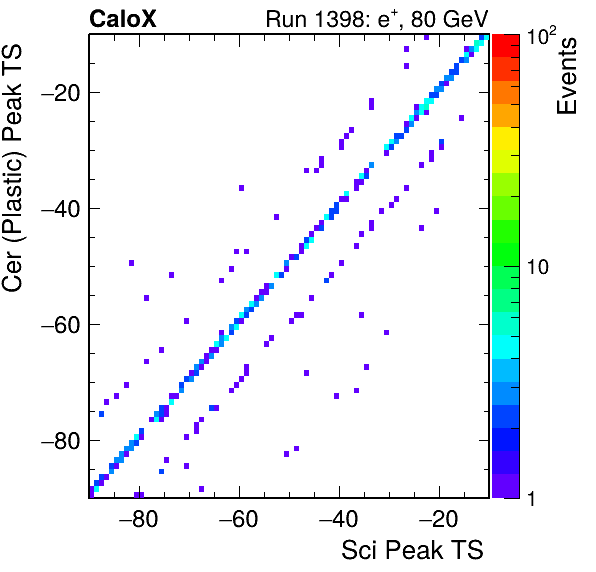 CaloX Run 1398: e⁺, 80 GeV
Cer (Plastic) Peak TS
−20
−40
−60
−80
−80 −60 −40 −20
Sci Peak TS
10²
10
1
Events